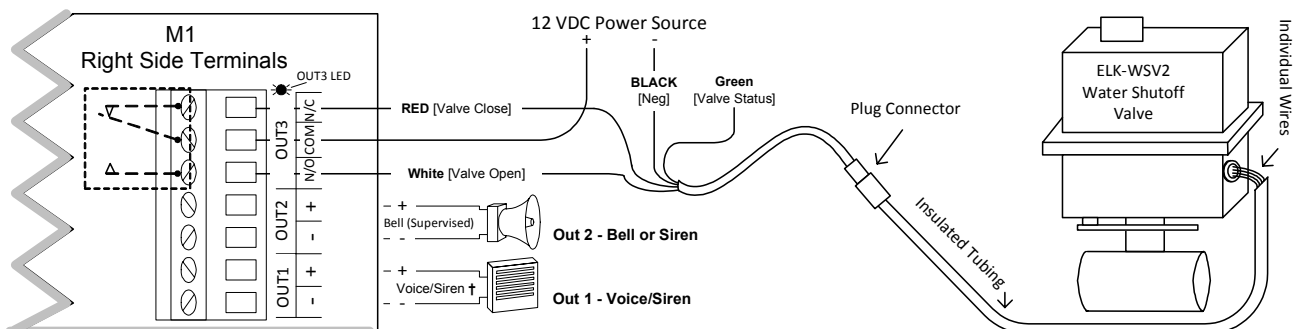 12 VDC Power Source
+ -
M1
Right Side Terminals
OUT3 LED
BLACK
[Neg]
Green
[Valve Status]
Plug Connector
ELK-WSV2
Water Shutoff
Valve
Individual Wires
N/C
COM
N/O
OUT3
RED [Valve Close]
White [Valve Open]
Insulated Tubing
OUT2
+
-
+
Bell (Supervised)
-
Out 2 - Bell or Siren
OUT1
+
-
+
Voice/Siren †
-
Out 1 - Voice/Siren